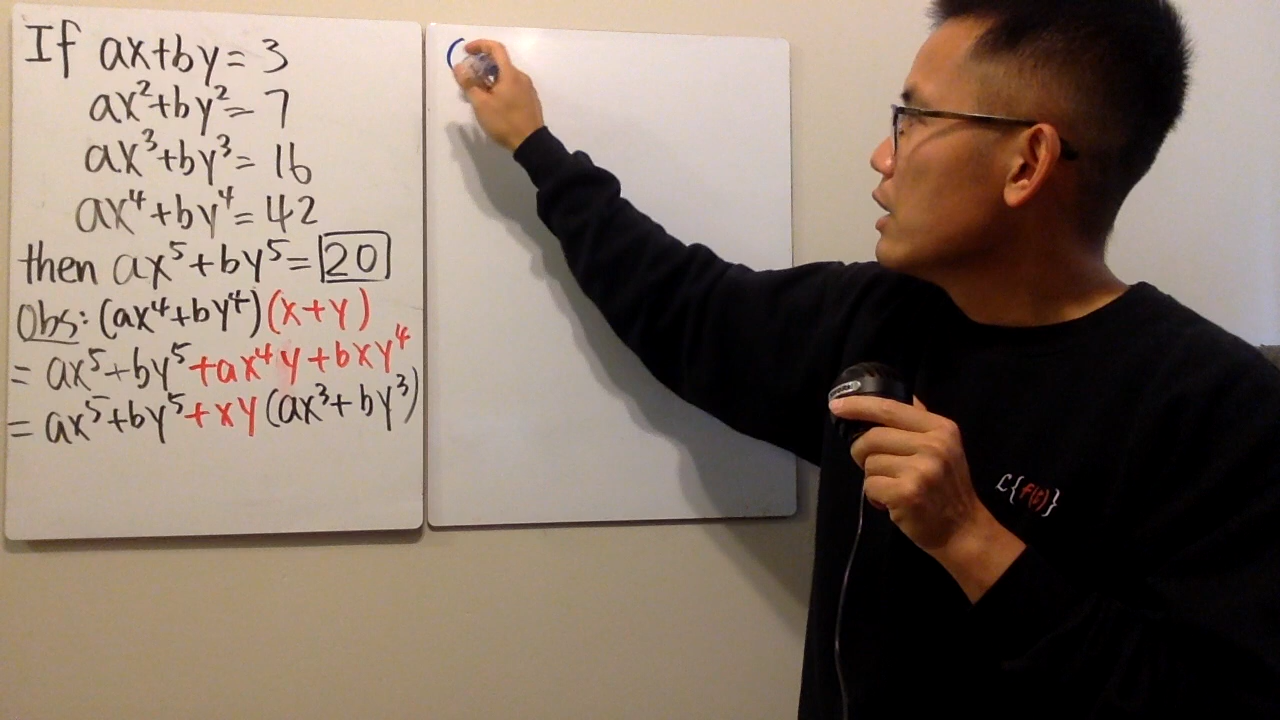 If ax+by=3
ax²+by²=7
ax³+by³=16
ax⁴+by⁴=42
then ax⁵+by⁵=20
Obs: (ax⁴+by⁴)(x+y)
= ax⁵+by⁵+ax⁴y+bxy⁴
= ax⁵+by⁵+xy(ax³+by³)
(
ℒ{f(t)}